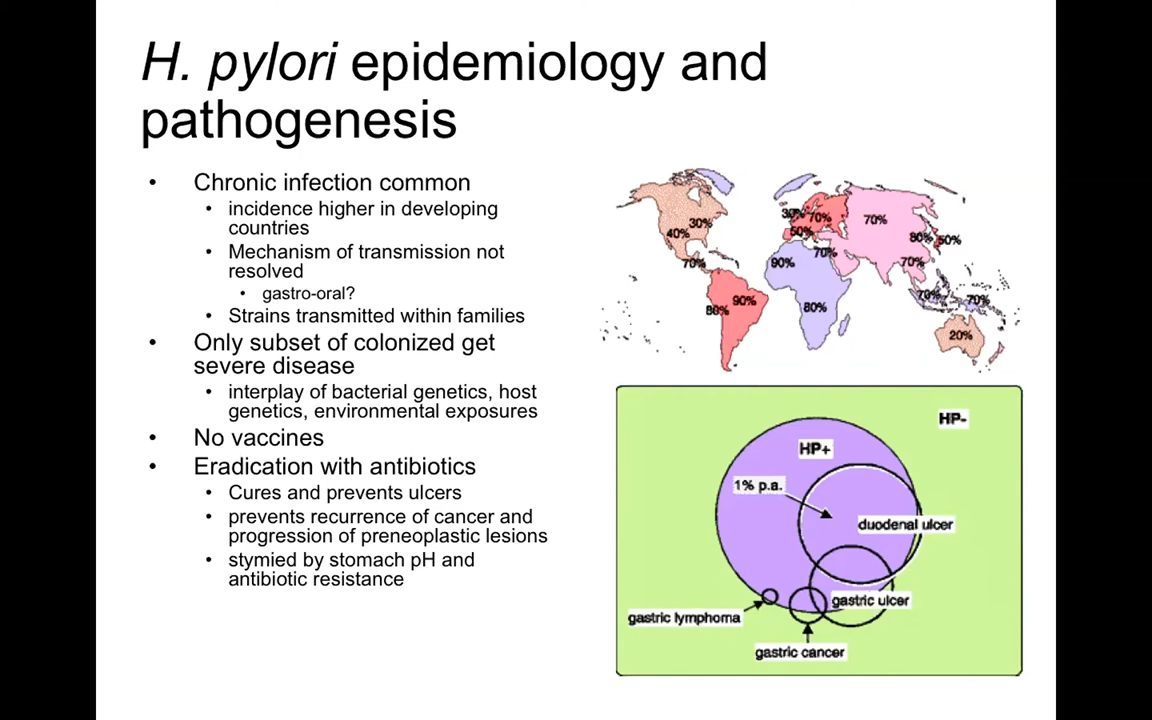 H. pylori epidemiology and
pathogenesis
• Chronic infection common
• incidence higher in developing
countries
• Mechanism of transmission not
resolved
• gastro-oral?
• Strains transmitted within families
• Only subset of colonized get
severe disease
• interplay of bacterial genetics, host
genetics, environmental exposures
• No vaccines
• Eradication with antibiotics
• Cures and prevents ulcers
• prevents recurrence of cancer and
progression of preneoplastic lesions
• stymied by stomach pH and
antibiotic resistance
30%
40%
70%
90%
80%
30%
70%
50%
70%
90%
80%
70%
80%
50%
70%
70%
70%
20%
HP-
HP+
1% p.a.
duodenal ulcer
gastric ulcer
gastric lymphoma
gastric cancer